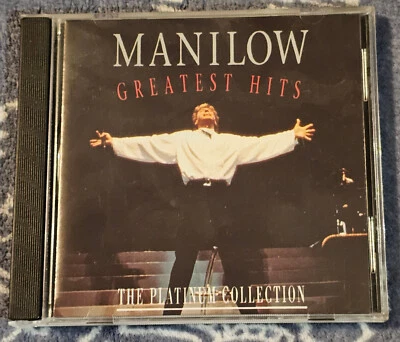 MANILOW
GREATEST HITS
THE PLATINUM COLLECTION